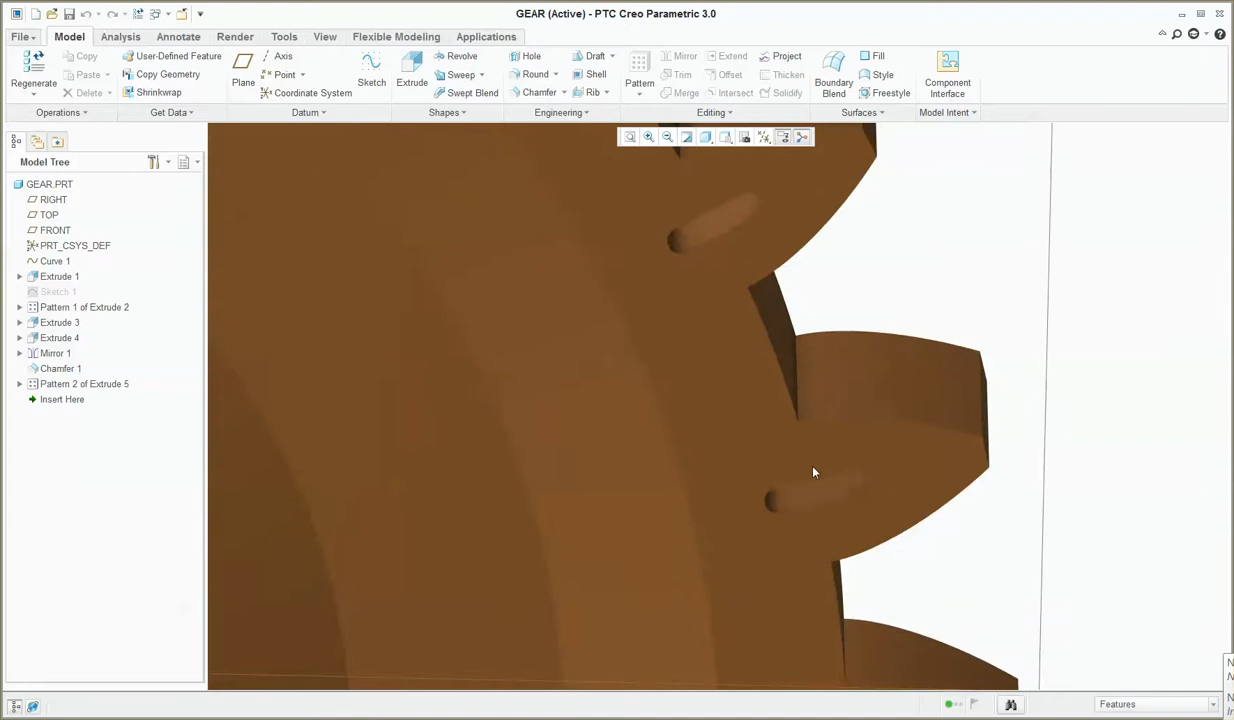 GEAR (Active) - PTC Creo Parametric 3.0
File Model Analysis Annotate Render Tools View Flexible Modeling Applications
Regenerate
Copy
Paste
Delete
User-Defined Feature
Copy Geometry
Shrinkwrap
Plane
Axis
Point
Coordinate System
Sketch
Extrude
Revolve
Sweep
Swept Blend
Hole
Round
Chamfer
Draft
Shell
Rib
Pattern
Mirror
Trim
Merge
Extend
Offset
Intersect
Project
Thicken
Solidify
Boundary
Blend
Fill
Style
Freestyle
Component
Interface
Operations Get Data Datum Shapes Engineering Editing Surfaces Model Intent
Model Tree
GEAR.PRT
RIGHT
TOP
FRONT
PRT_CSYS_DEF
Curve 1
Extrude 1
Sketch 1
Pattern 1 of Extrude 2
Extrude 3
Extrude 4
Mirror 1
Chamfer 1
Pattern 2 of Extrude 5
Insert Here
Features